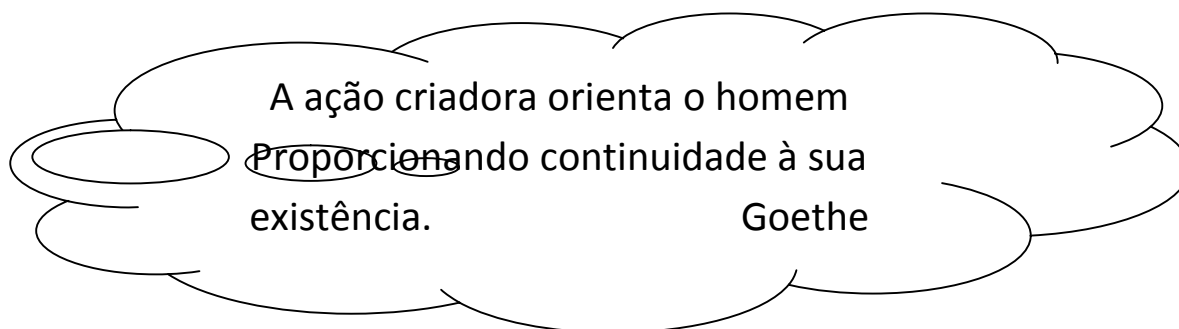 A ação criadora orienta o homem
Proporcionando continuidade à sua
existência. Goethe